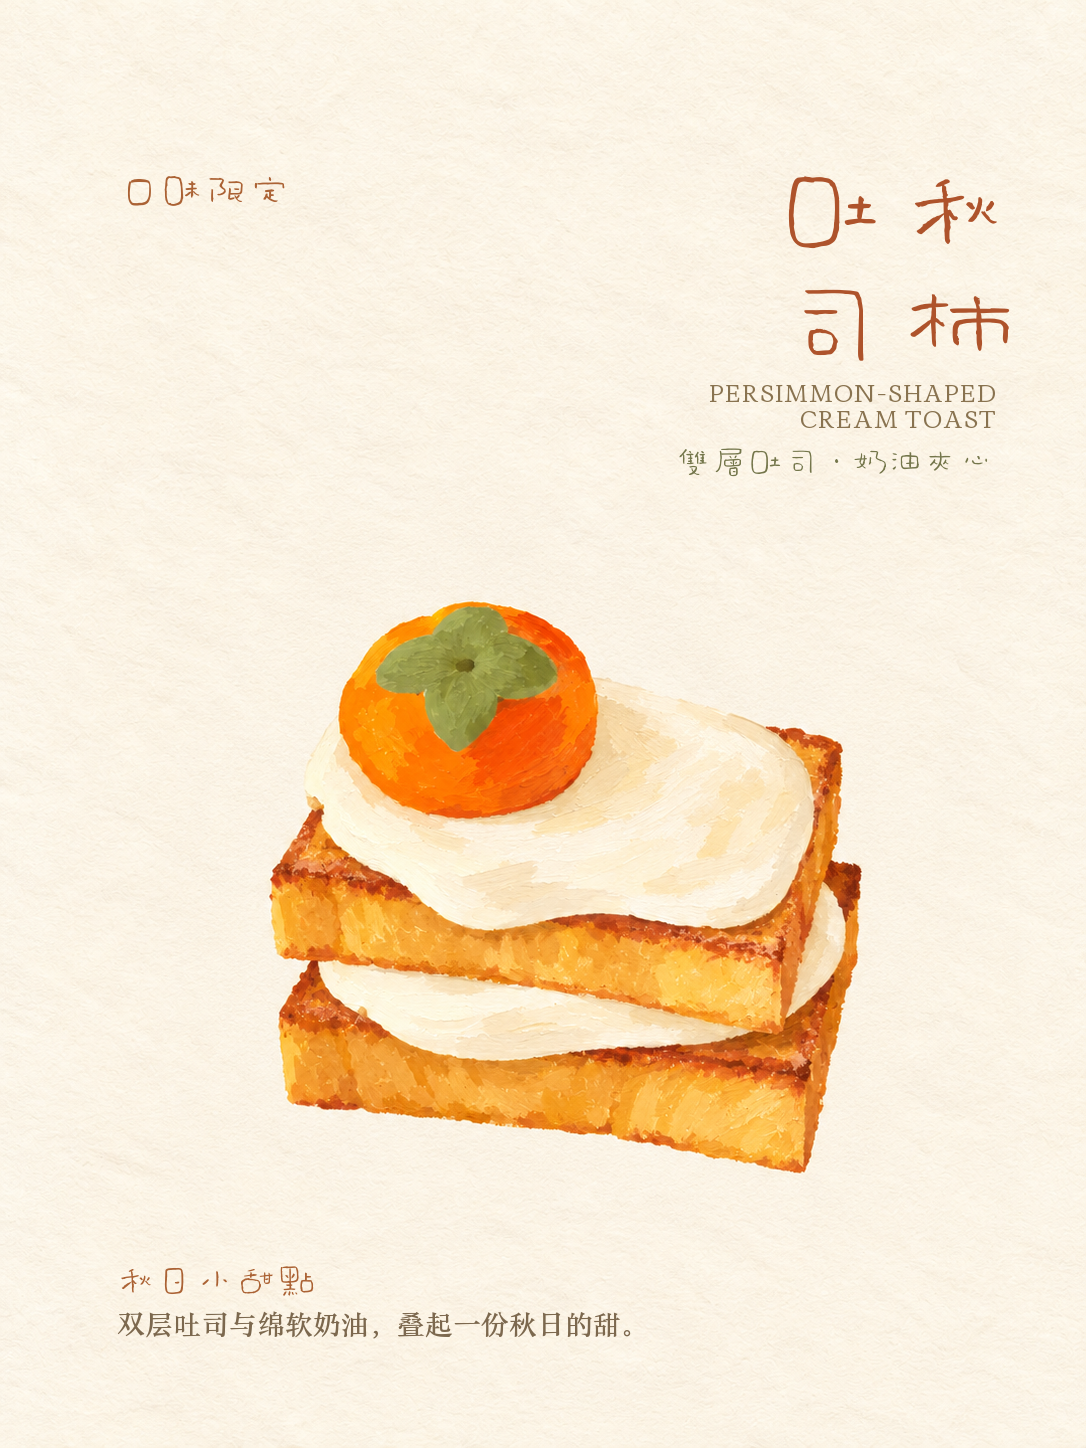 口味限定
秋柿
吐司
PERSIMMON-SHAPED
CREAM TOAST
雙層吐司·奶油夾心
秋日小甜點
双层吐司与绵软奶油，叠起一份秋日的甜。